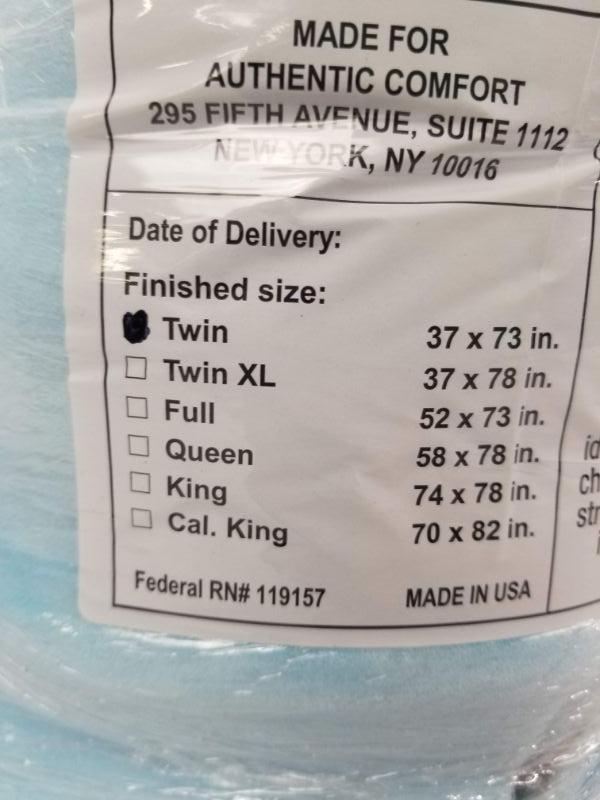 MADE FOR
AUTHENTIC COMFORT
295 FIFTH AVENUE, SUITE 1112
NEW YORK, NY 10016
Date of Delivery:
Finished size:
Twin 37 x 73 in.
Twin XL 37 x 78 in.
Full 52 x 73 in.
Queen 58 x 78 in.
King 74 x 78 in.
Cal. King 70 x 82 in.
Federal RN# 119157 MADE IN USA